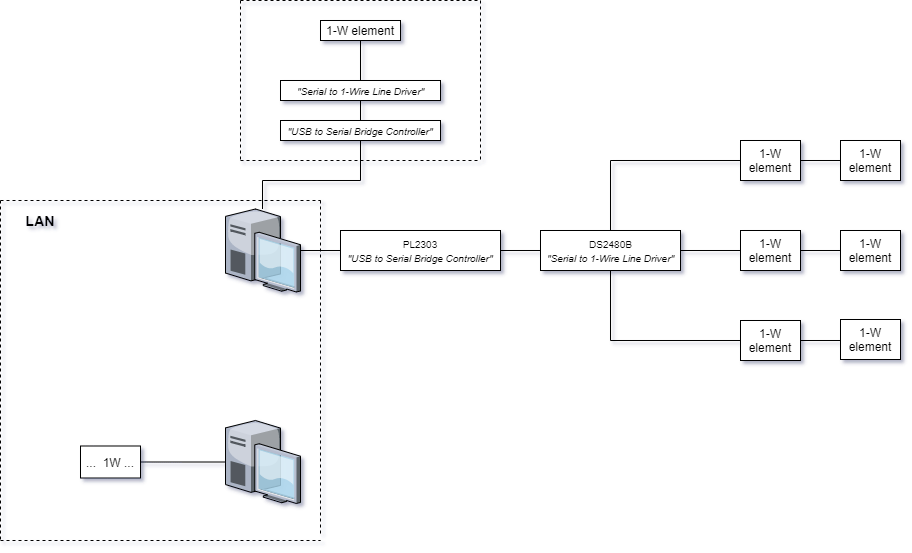 1-W element
"Serial to 1-Wire Line Driver"
"USB to Serial Bridge Controller"
LAN
PL2303
"USB to Serial Bridge Controller"
DS2480B
"Serial to 1-Wire Line Driver"
1-W
element
1-W
element
1-W
element
1-W
element
1-W
element
1-W
element
... 1W ...